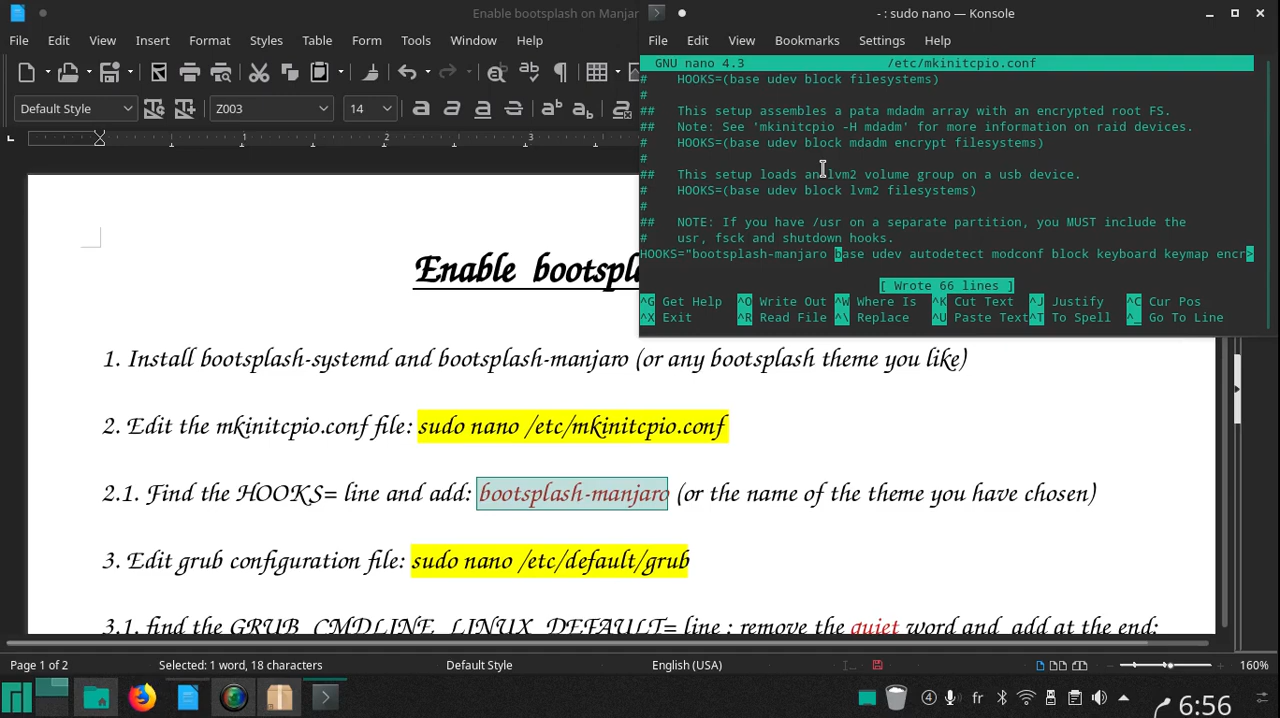 Enable bootsplash on Manjar
- : sudo nano — Konsole
File Edit View Insert Format Styles Table Form Tools Window Help
File Edit View Bookmarks Settings Help
GNU nano 4.3 /etc/mkinitcpio.conf
# HOOKS=(base udev block filesystems)
#
## This setup assembles a pata mdadm array with an encrypted root FS.
## Note: See 'mkinitcpio -H mdadm' for more information on raid devices.
# HOOKS=(base udev block mdadm encrypt filesystems)
#
## This setup loads an lvm2 volume group on a usb device.
# HOOKS=(base udev block lvm2 filesystems)
#
## NOTE: If you have /usr on a separate partition, you MUST include the
# usr, fsck and shutdown hooks.
HOOKS="bootsplash-manjaro base udev autodetect modconf block keyboard keymap encr>
[ Wrote 66 lines ]
^G Get Help ^O Write Out ^W Where Is ^K Cut Text ^J Justify ^C Cur Pos
^X Exit ^R Read File ^\ Replace ^U Paste Text ^T To Spell ^_ Go To Line
Default Style Z003 14
1 2 3
Enable bootspl
1. Install bootsplash-systemd and bootsplash-manjaro (or any bootsplash theme you like)
2. Edit the mkinitcpio.conf file: sudo nano /etc/mkinitcpio.conf
2.1. Find the HOOKS= line and add: bootsplash-manjaro (or the name of the theme you have chosen)
3. Edit grub configuration file: sudo nano /etc/default/grub
3.1. find the GRUB_CMDLINE_LINUX_DEFAULT= line : remove the quiet word and add at the end:
Page 1 of 2 Selected: 1 word, 18 characters Default Style English (USA) 160%
4 fr 6:56